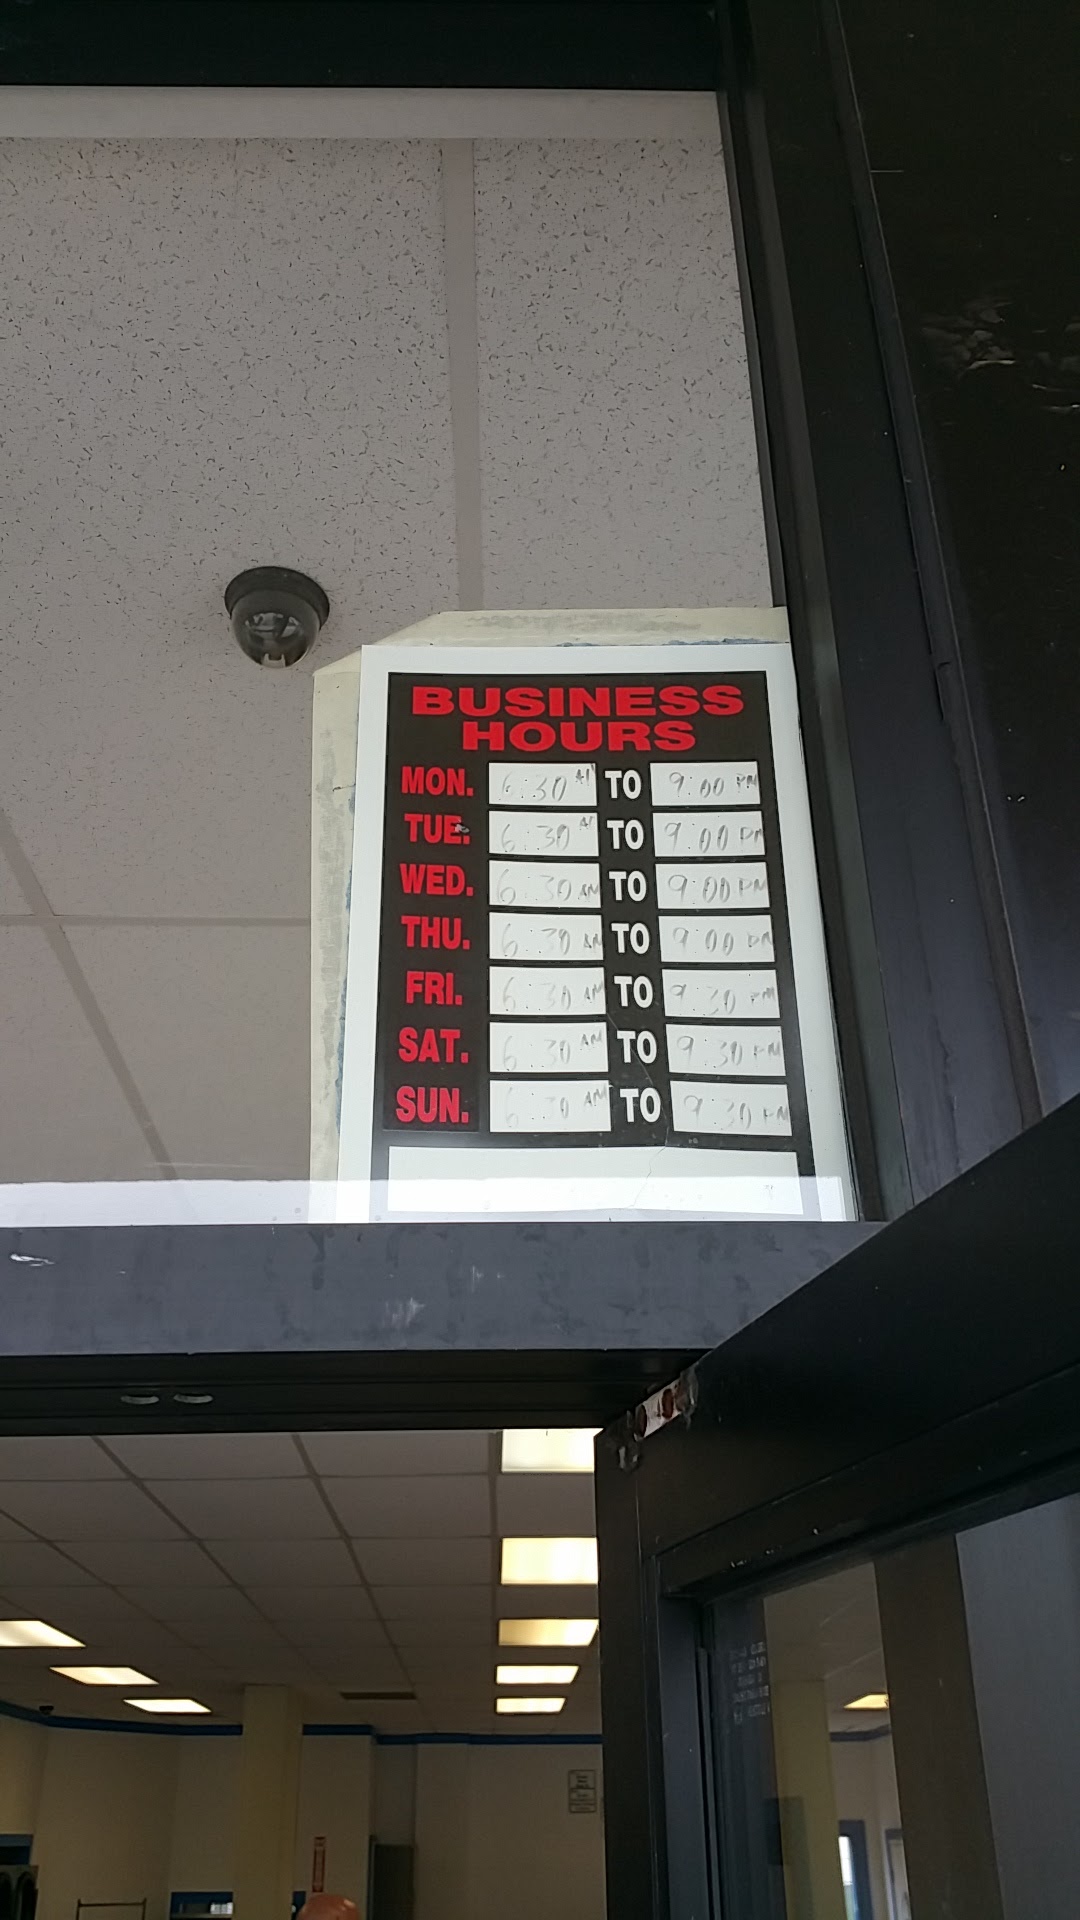 BUSINESS
HOURS
MON. 6:30 AM TO 9:00 PM
TUE. 6:30 AM TO 9:00 PM
WED. 6:30 AM TO 9:00 PM
THU. 6:30 AM TO 9:00 PM
FRI. 6:30 AM TO 9:30 PM
SAT. 6:30 AM TO 9:30 PM
SUN. 6:30 AM TO 9:30 PM